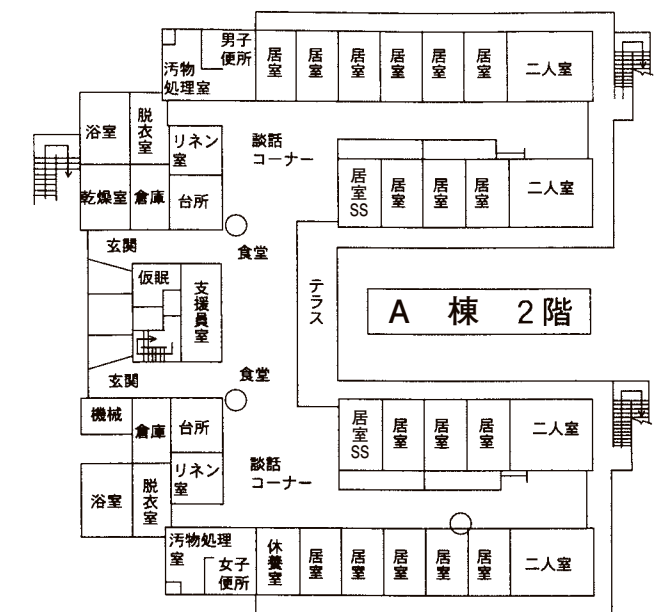 男子
便所
汚物
処理室
居室
居室
居室
居室
居室
居室
二人室
浴室
脱衣室
リネン
室
談話
コーナー
乾燥室
倉庫
台所
居室SS
居室
居室
居室
二人室
玄関
食堂
仮眠
支援員室
テラス
A 棟 2階
玄関
食堂
機械
倉庫
台所
居室SS
居室
居室
居室
二人室
浴室
脱衣室
リネン
室
談話
コーナー
汚物処理
室
女子
便所
休養室
居室
居室
居室
居室
居室
二人室